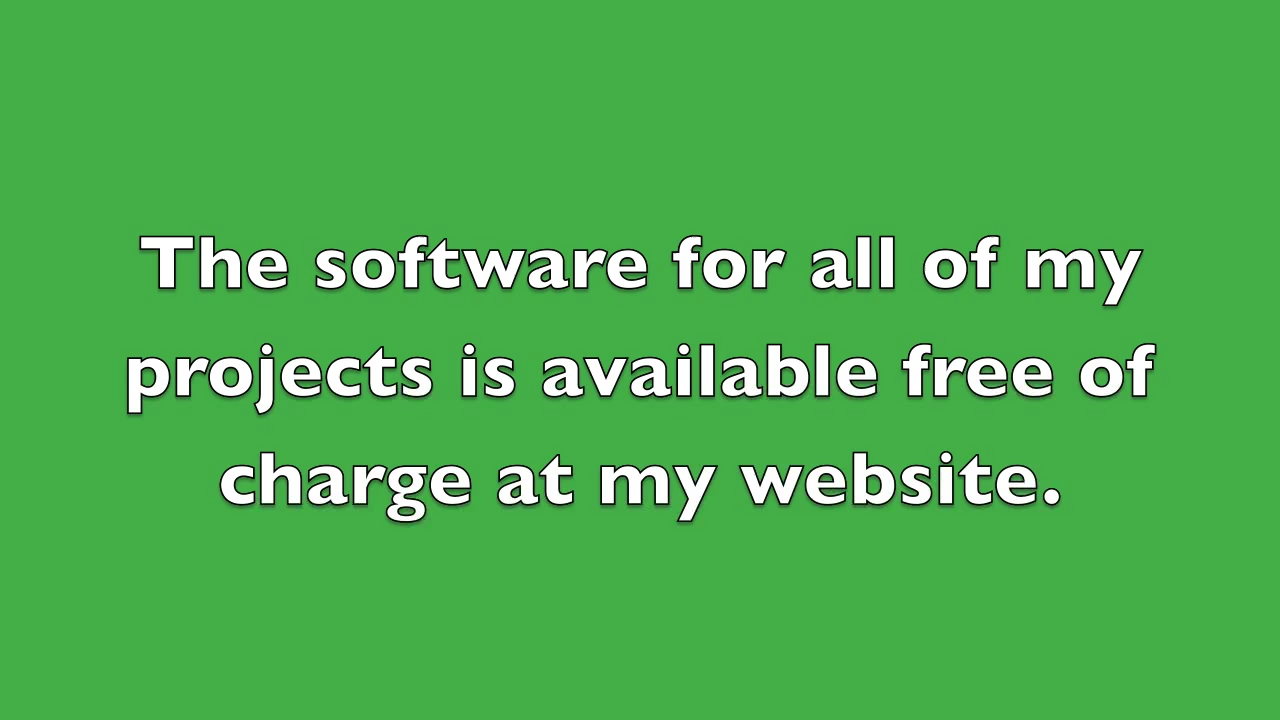 The software for all of my
projects is available free of
charge at my website.